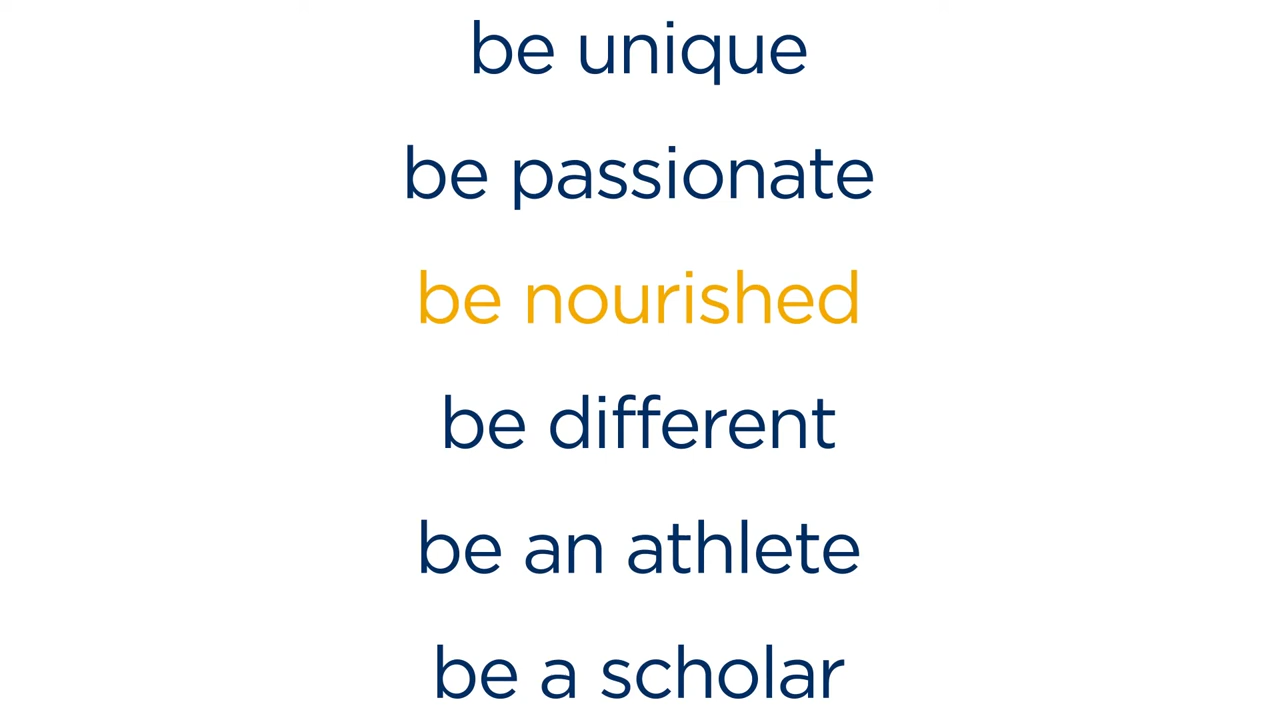 be unique
be passionate
be nourished
be different
be an athlete
be a scholar